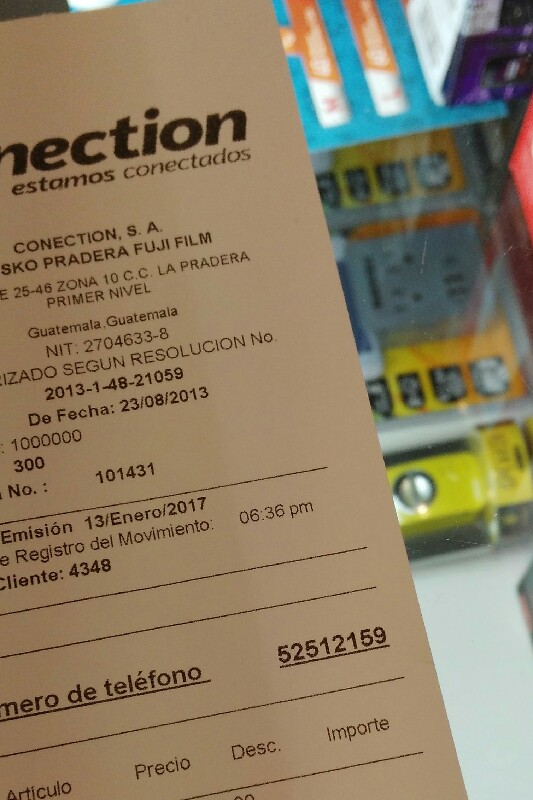 nection
estamos conectados
CONECTION, S. A.
SKO PRADERA FUJI FILM
E 25-46 ZONA 10 C.C. LA PRADERA
PRIMER NIVEL
Guatemala,Guatemala
NIT: 2704633-8
RIZADO SEGUN RESOLUCION No.
2013-1-48-21059
De Fecha: 23/08/2013
: 1000000
300
No. : 101431
Emisión 13/Enero/2017
e Registro del Movimiento: 06:36 pm
Cliente: 4348
mero de teléfono 52512159
Articulo Precio Desc. Importe